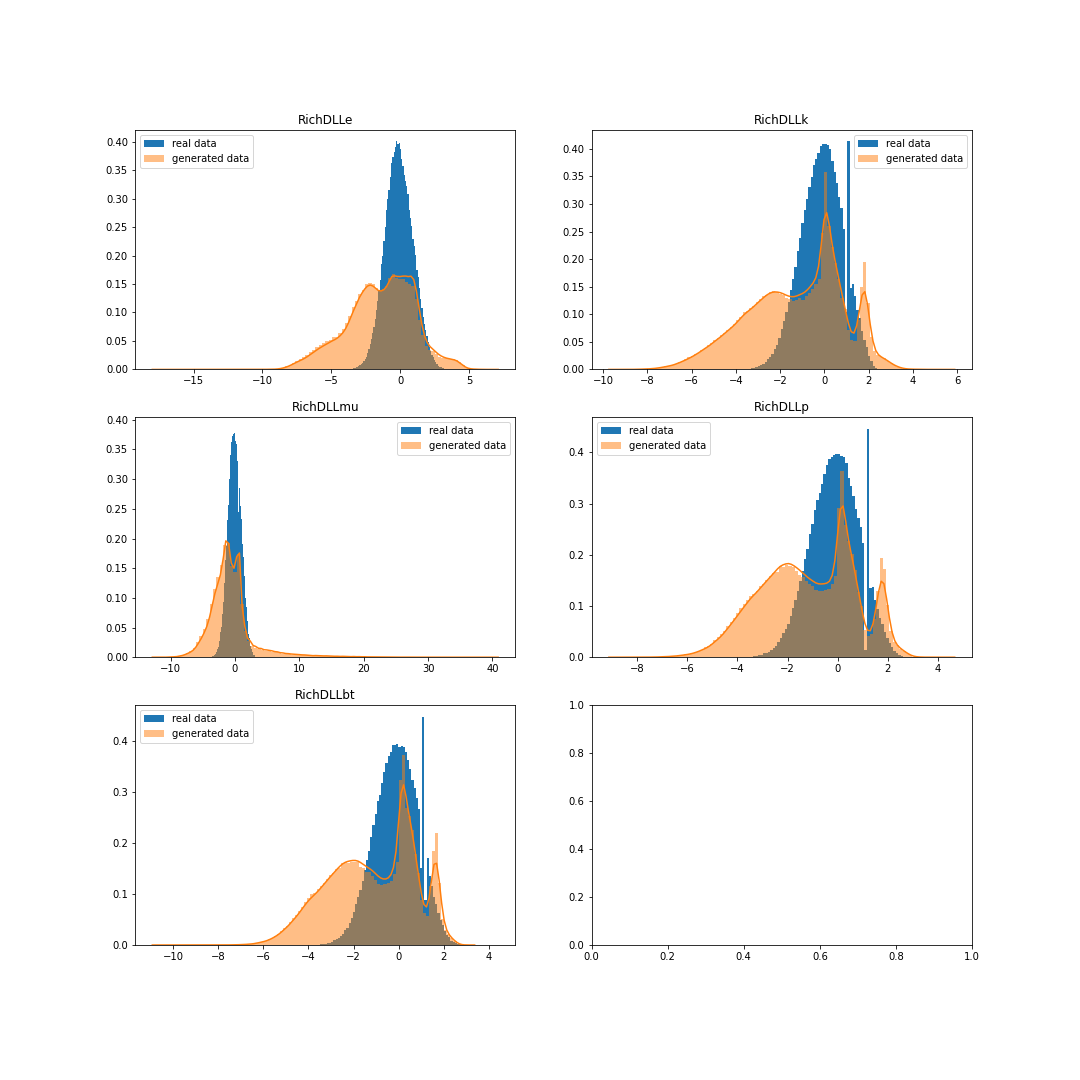 RichDLLe
real data
generated data
0.40
0.35
0.30
0.25
0.20
0.15
0.10
0.05
0.00
−15 −10 −5 0 5
RichDLLk
real data
generated data
0.40
0.35
0.30
0.25
0.20
0.15
0.10
0.05
0.00
−10 −8 −6 −4 −2 0 2 4 6
RichDLLmu
real data
generated data
0.40
0.35
0.30
0.25
0.20
0.15
0.10
0.05
0.00
−10 0 10 20 30 40
RichDLLp
real data
generated data
0.4
0.3
0.2
0.1
0.0
−8 −6 −4 −2 0 2 4
RichDLLbt
real data
generated data
0.4
0.3
0.2
0.1
0.0
−10 −8 −6 −4 −2 0 2 4
1.0
0.8
0.6
0.4
0.2
0.0
0.0 0.2 0.4 0.6 0.8 1.0